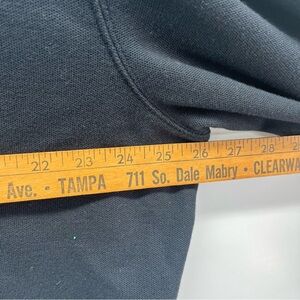 22 23 24 25 26 27 28
Ave. • TAMPA 711 So. Dale Mabry • CLEARWA